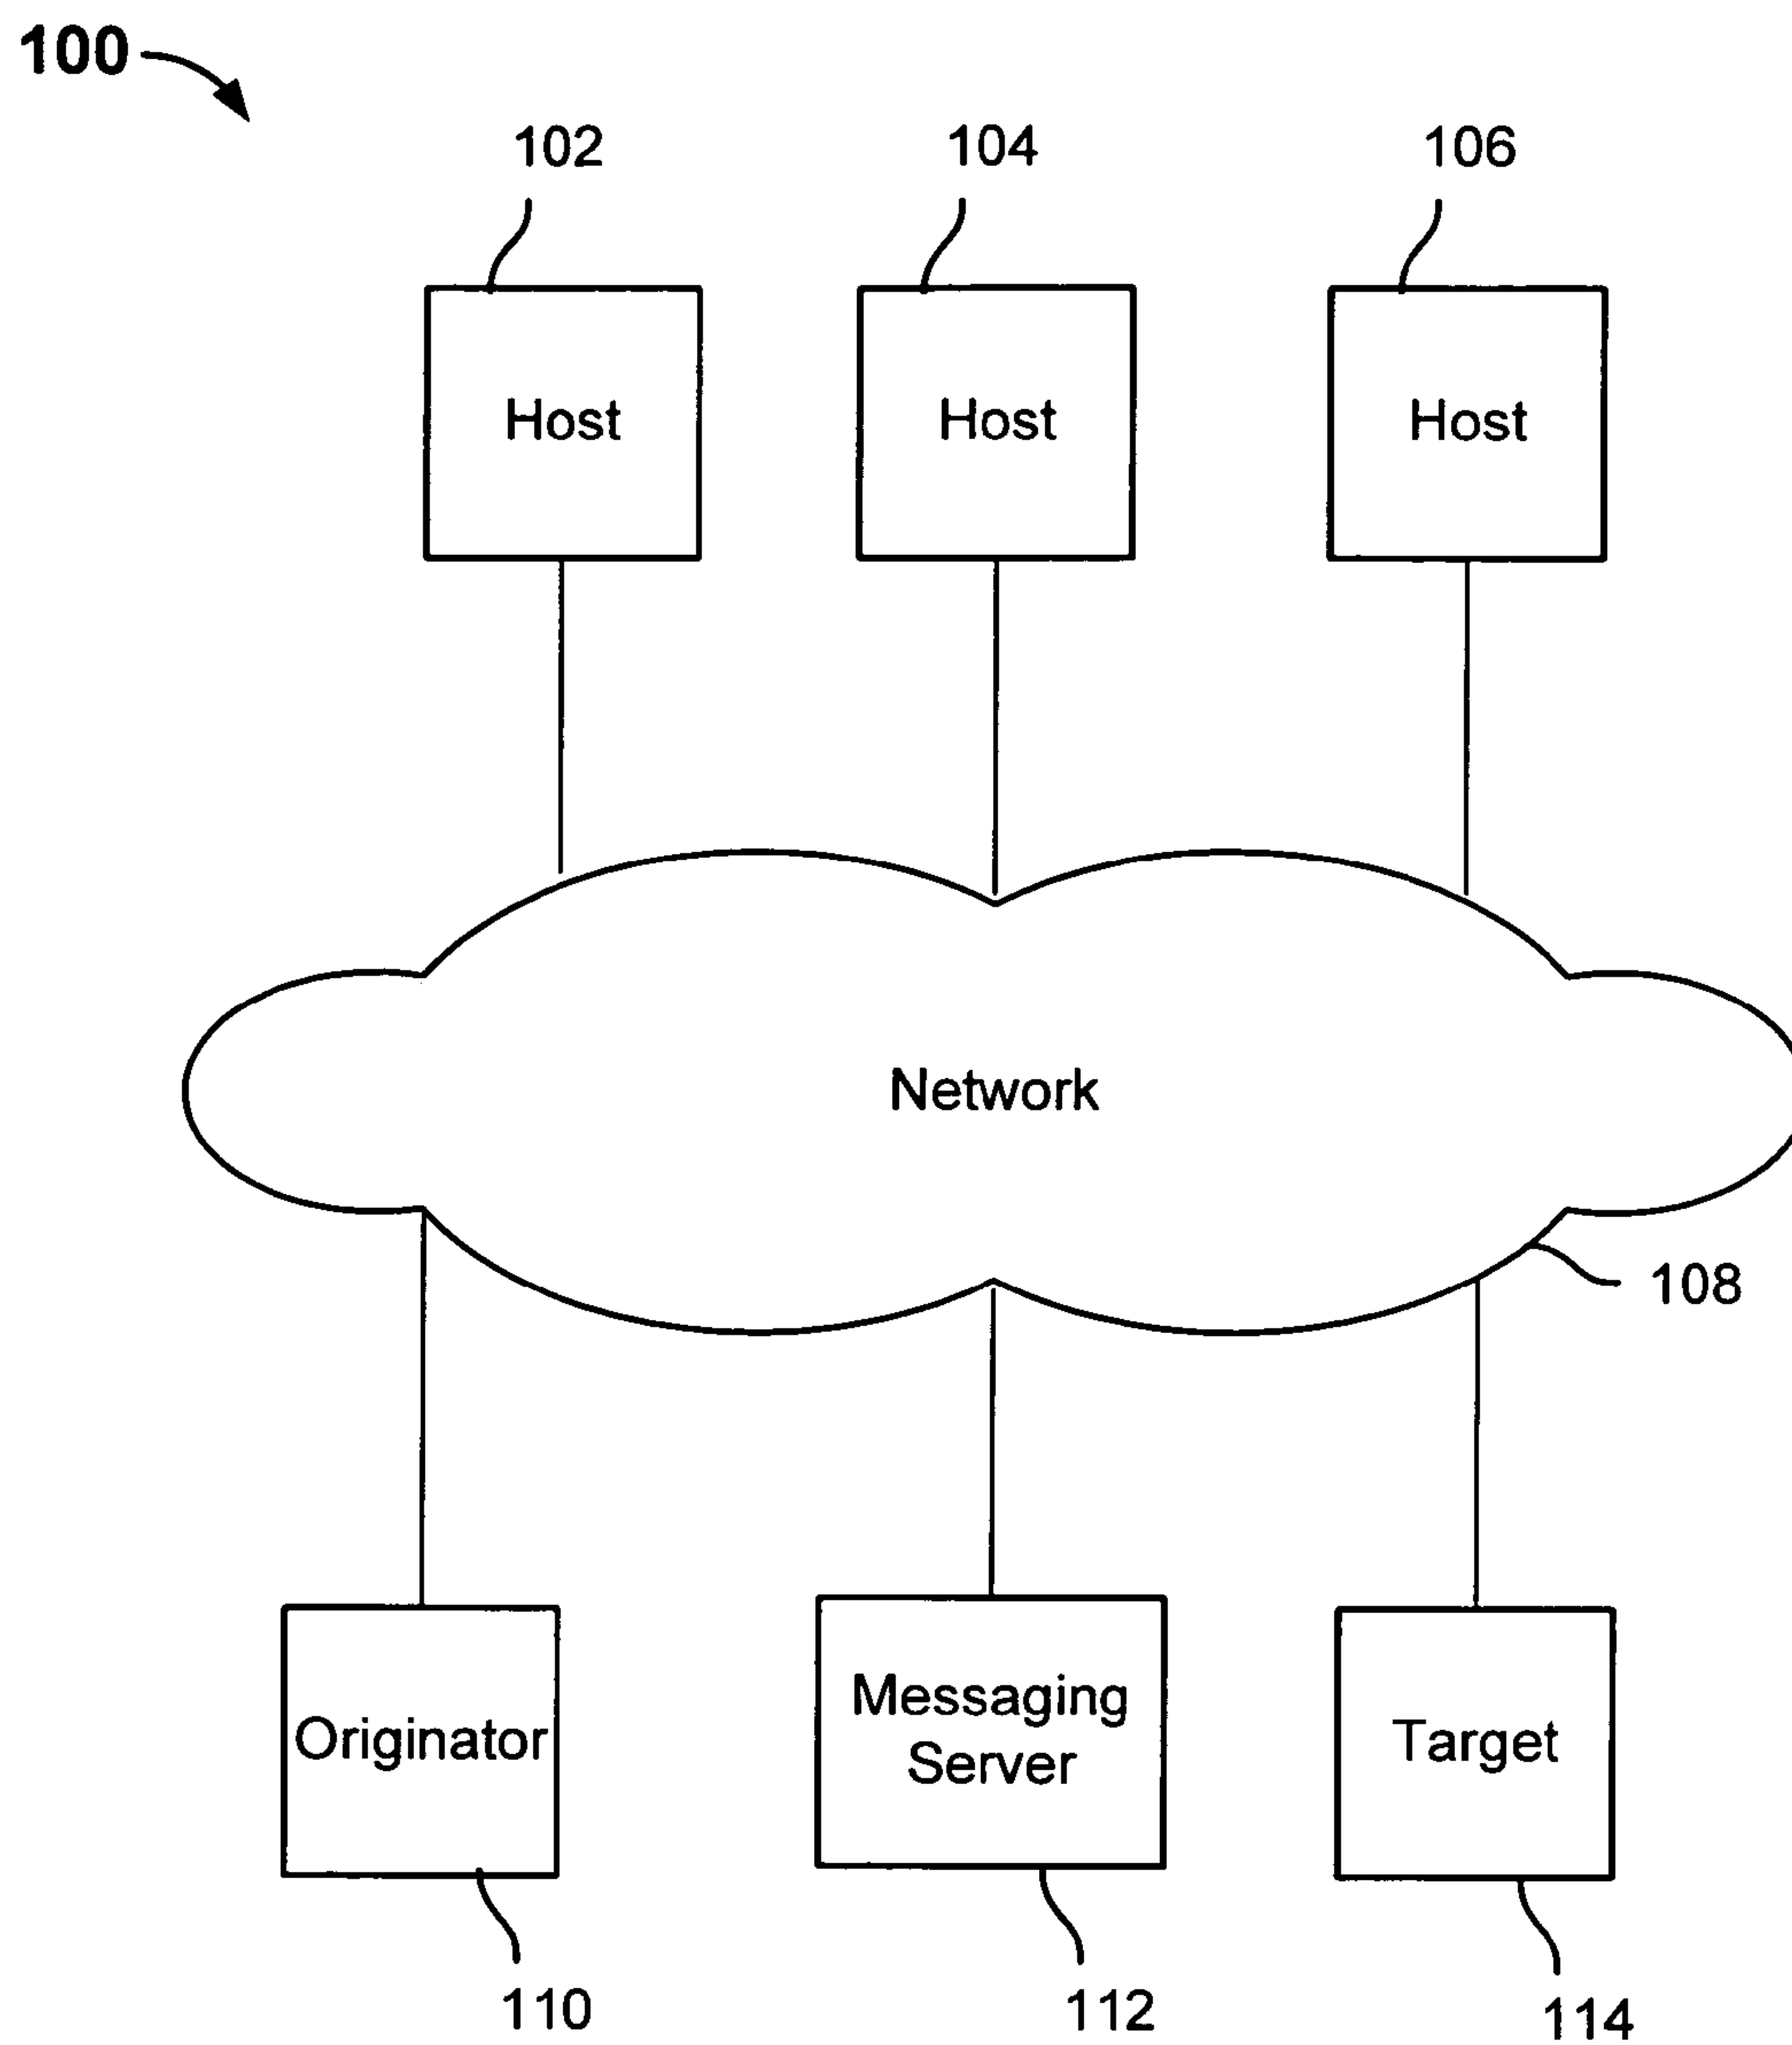 100
102
104
106
Host
Host
Host
Network
108
Originator
Messaging
Server
Target
110
112
114